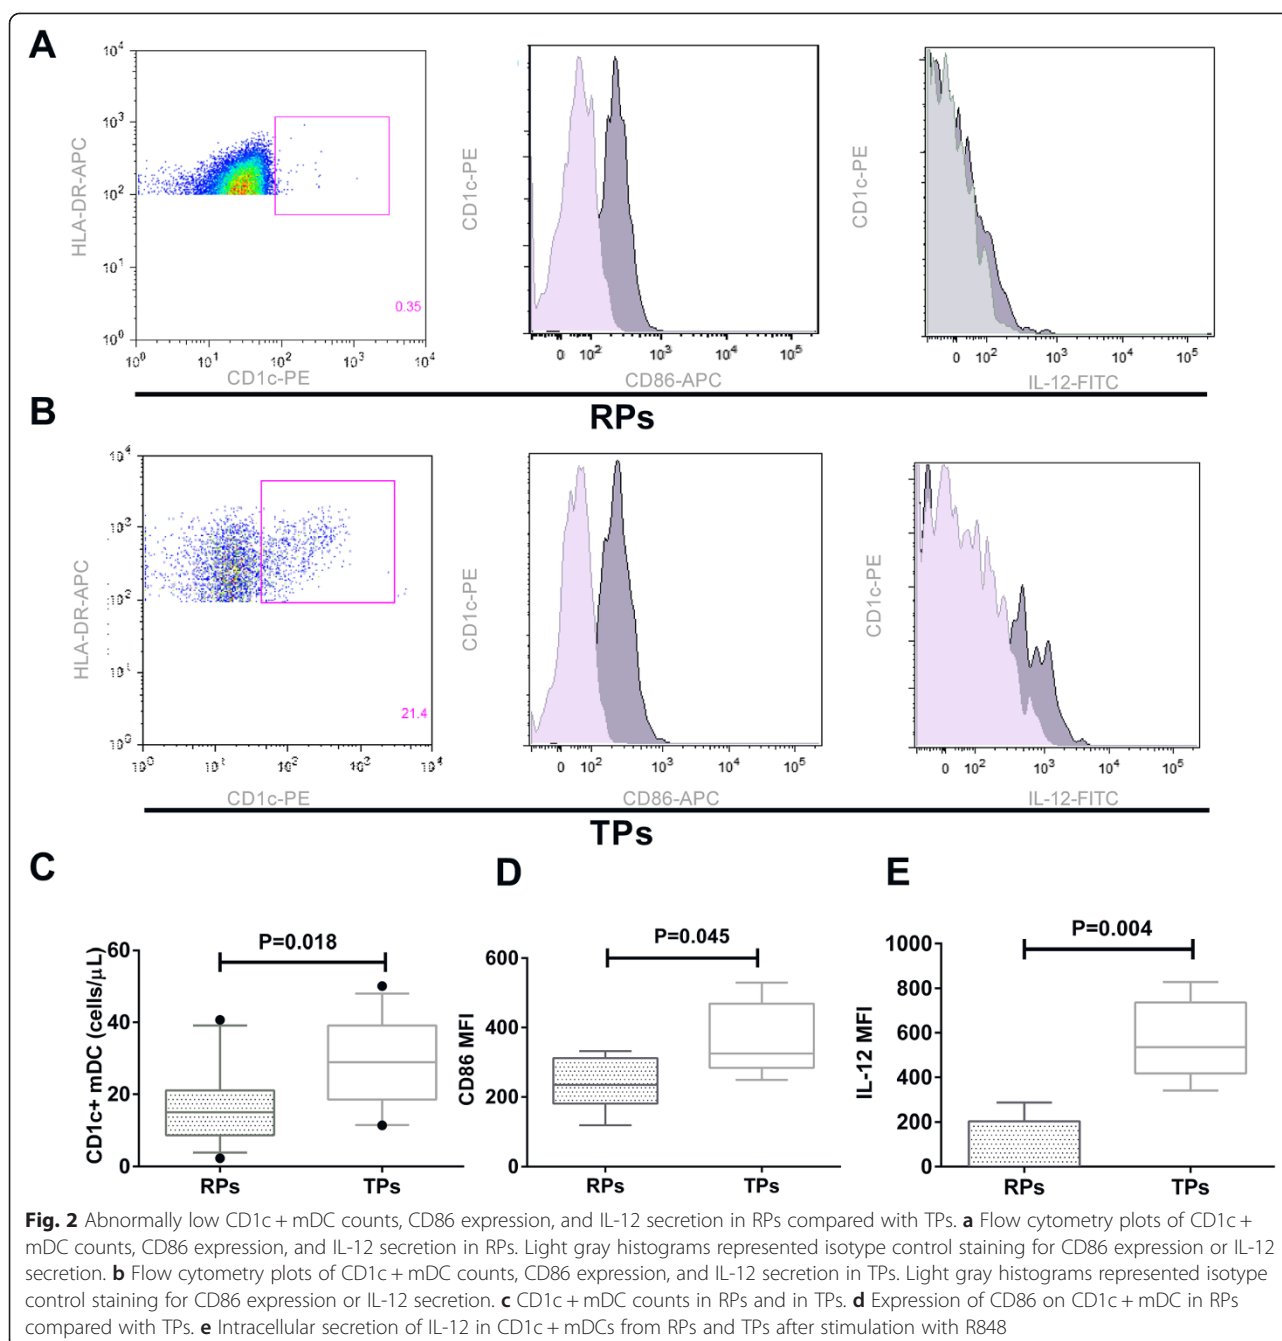 A
HLA-DR-APC
10⁴
10³
10²
10¹
10⁰
0.35
10⁰ 10¹ 10² 10³ 10⁴
CD1c-PE
CD1c-PE
0 10² 10³ 10⁴ 10⁵
CD86-APC
CD1c-PE
0 10² 10³ 10⁴ 10⁵
IL-12-FITC
RPs
B
HLA-DR-APC
10⁴
10³
10²
10¹
10⁰
21.4
10⁰ 10¹ 10² 10³ 10⁴
CD1c-PE
CD1c-PE
0 10² 10³ 10⁴ 10⁵
CD86-APC
CD1c-PE
0 10² 10³ 10⁴ 10⁵
IL-12-FITC
TPs
C
CD1c+ mDC (cells/μL)
60
40
20
0
P=0.018
RPs TPs
D
CD86 MFI
600
400
200
0
P=0.045
RPs TPs
E
IL-12 MFI
1000
800
600
400
200
0
P=0.004
RPs TPs
Fig. 2 Abnormally low CD1c + mDC counts, CD86 expression, and IL-12 secretion in RPs compared with TPs. a Flow cytometry plots of CD1c +
mDC counts, CD86 expression, and IL-12 secretion in RPs. Light gray histograms represented isotype control staining for CD86 expression or IL-12
secretion. b Flow cytometry plots of CD1c + mDC counts, CD86 expression, and IL-12 secretion in TPs. Light gray histograms represented isotype
control staining for CD86 expression or IL-12 secretion. c CD1c + mDC counts in RPs and in TPs. d Expression of CD86 on CD1c + mDC in RPs
compared with TPs. e Intracellular secretion of IL-12 in CD1c + mDCs from RPs and TPs after stimulation with R848